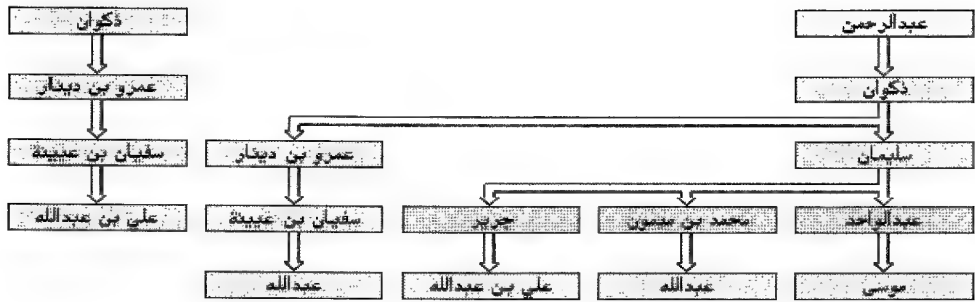 عبدالرحمن
ذكوان
ذكوان
عمرو بن دينار
سليمان
عمرو بن دينار
سفيان بن عيينة
عبدالواحد
محمد بن ميمون
جرير
سفيان بن عيينة
علي بن عبدالله
موسى
عبدالله
علي بن عبدالله
عبدالله